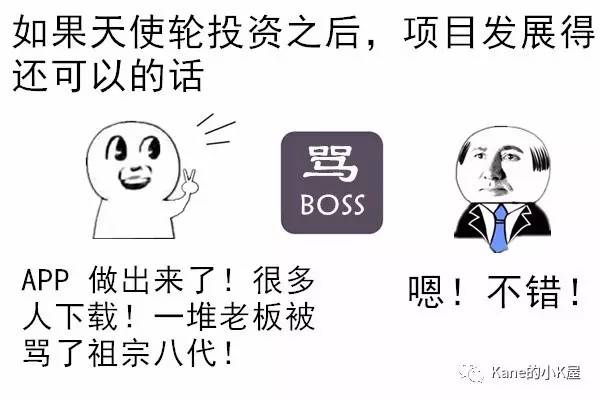 如果天使轮投资之后，项目发展得
还可以的话
骂
BOSS
APP 做出来了！很多
人下载！一堆老板被
骂了祖宗八代！
嗯！不错！
Kane的小K屋